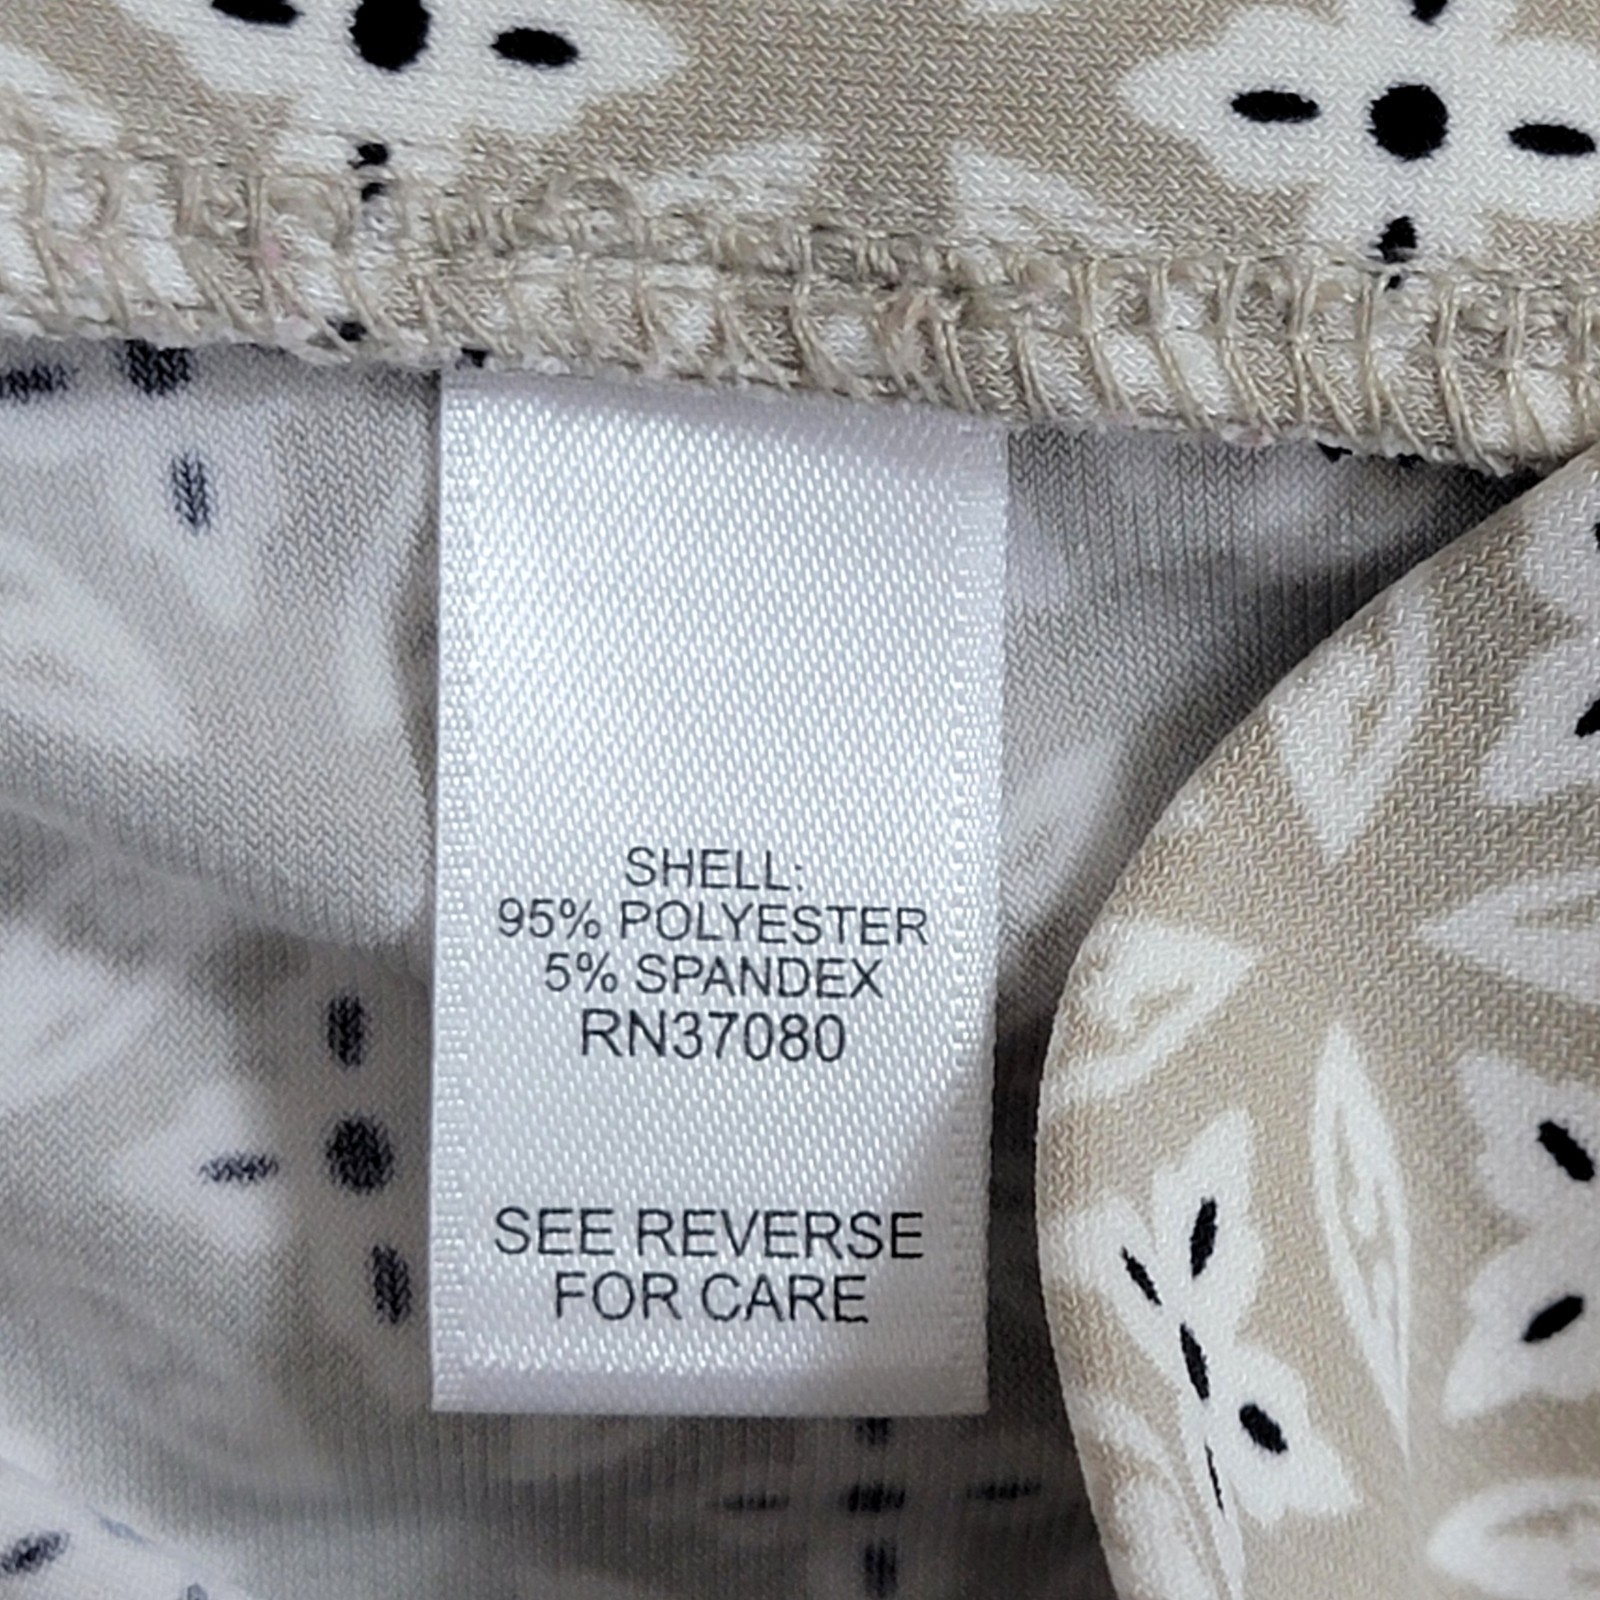 SHELL:
95% POLYESTER
5% SPANDEX
RN37080
SEE REVERSE
FOR CARE